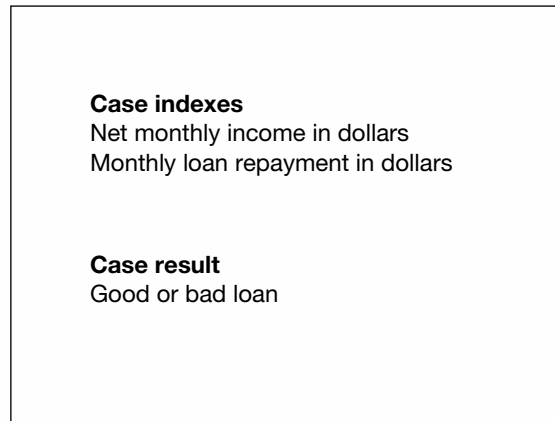 Case indexes
Net monthly income in dollars
Monthly loan repayment in dollars
Case result
Good or bad loan